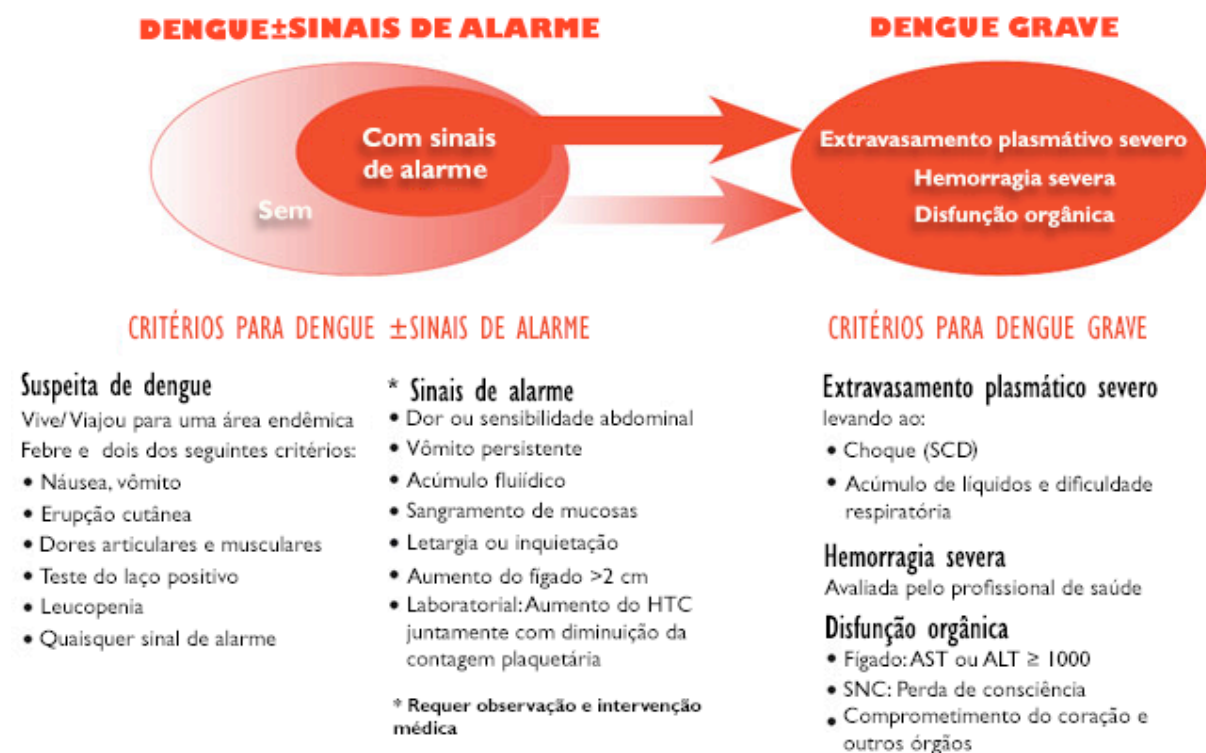 DENGUE±SINAIS DE ALARME
DENGUE GRAVE
Com sinais
de alarme
Sem
Extravasamento plasmátivo severo
Hemorragia severa
Disfunção orgânica
CRITÉRIOS PARA DENGUE ±SINAIS DE ALARME
Suspeita de dengue
Vive/ Viajou para uma área endêmica
Febre e dois dos seguintes critérios:
• Náusea, vômito
• Erupção cutânea
• Dores articulares e musculares
• Teste do laço positivo
• Leucopenia
• Quaisquer sinal de alarme
* Sinais de alarme
• Dor ou sensibilidade abdominal
• Vômito persistente
• Acúmulo fluiídico
• Sangramento de mucosas
• Letargia ou inquietação
• Aumento do fígado >2 cm
• Laboratorial: Aumento do HTC
juntamente com diminuição da
contagem plaquetária
* Requer observação e intervenção
médica
CRITÉRIOS PARA DENGUE GRAVE
Extravasamento plasmático severo
levando ao:
• Choque (SCD)
• Acúmulo de líquidos e dificuldade
respiratória
Hemorragia severa
Avaliada pelo profissional de saúde
Disfunção orgânica
• Fígado: AST ou ALT ≥ 1000
• SNC: Perda de consciência
• Comprometimento do coração e
outros órgãos